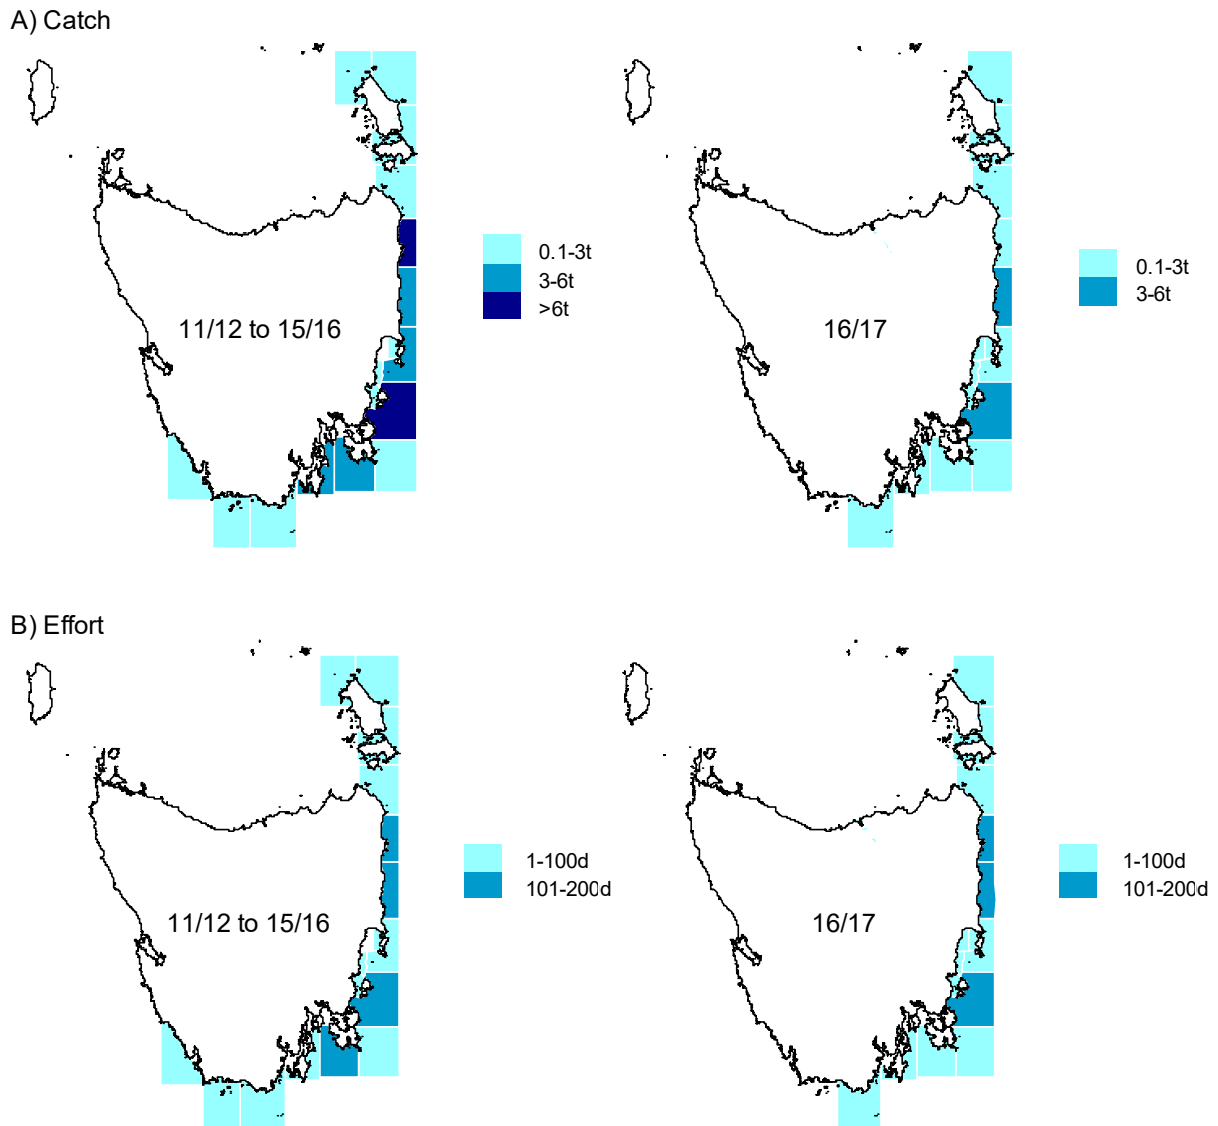 A) Catch
0.1-3t
3-6t
>6t
11/12 to 15/16
0.1-3t
3-6t
16/17
B) Effort
1-100d
101-200d
11/12 to 15/16
1-100d
101-200d
16/17